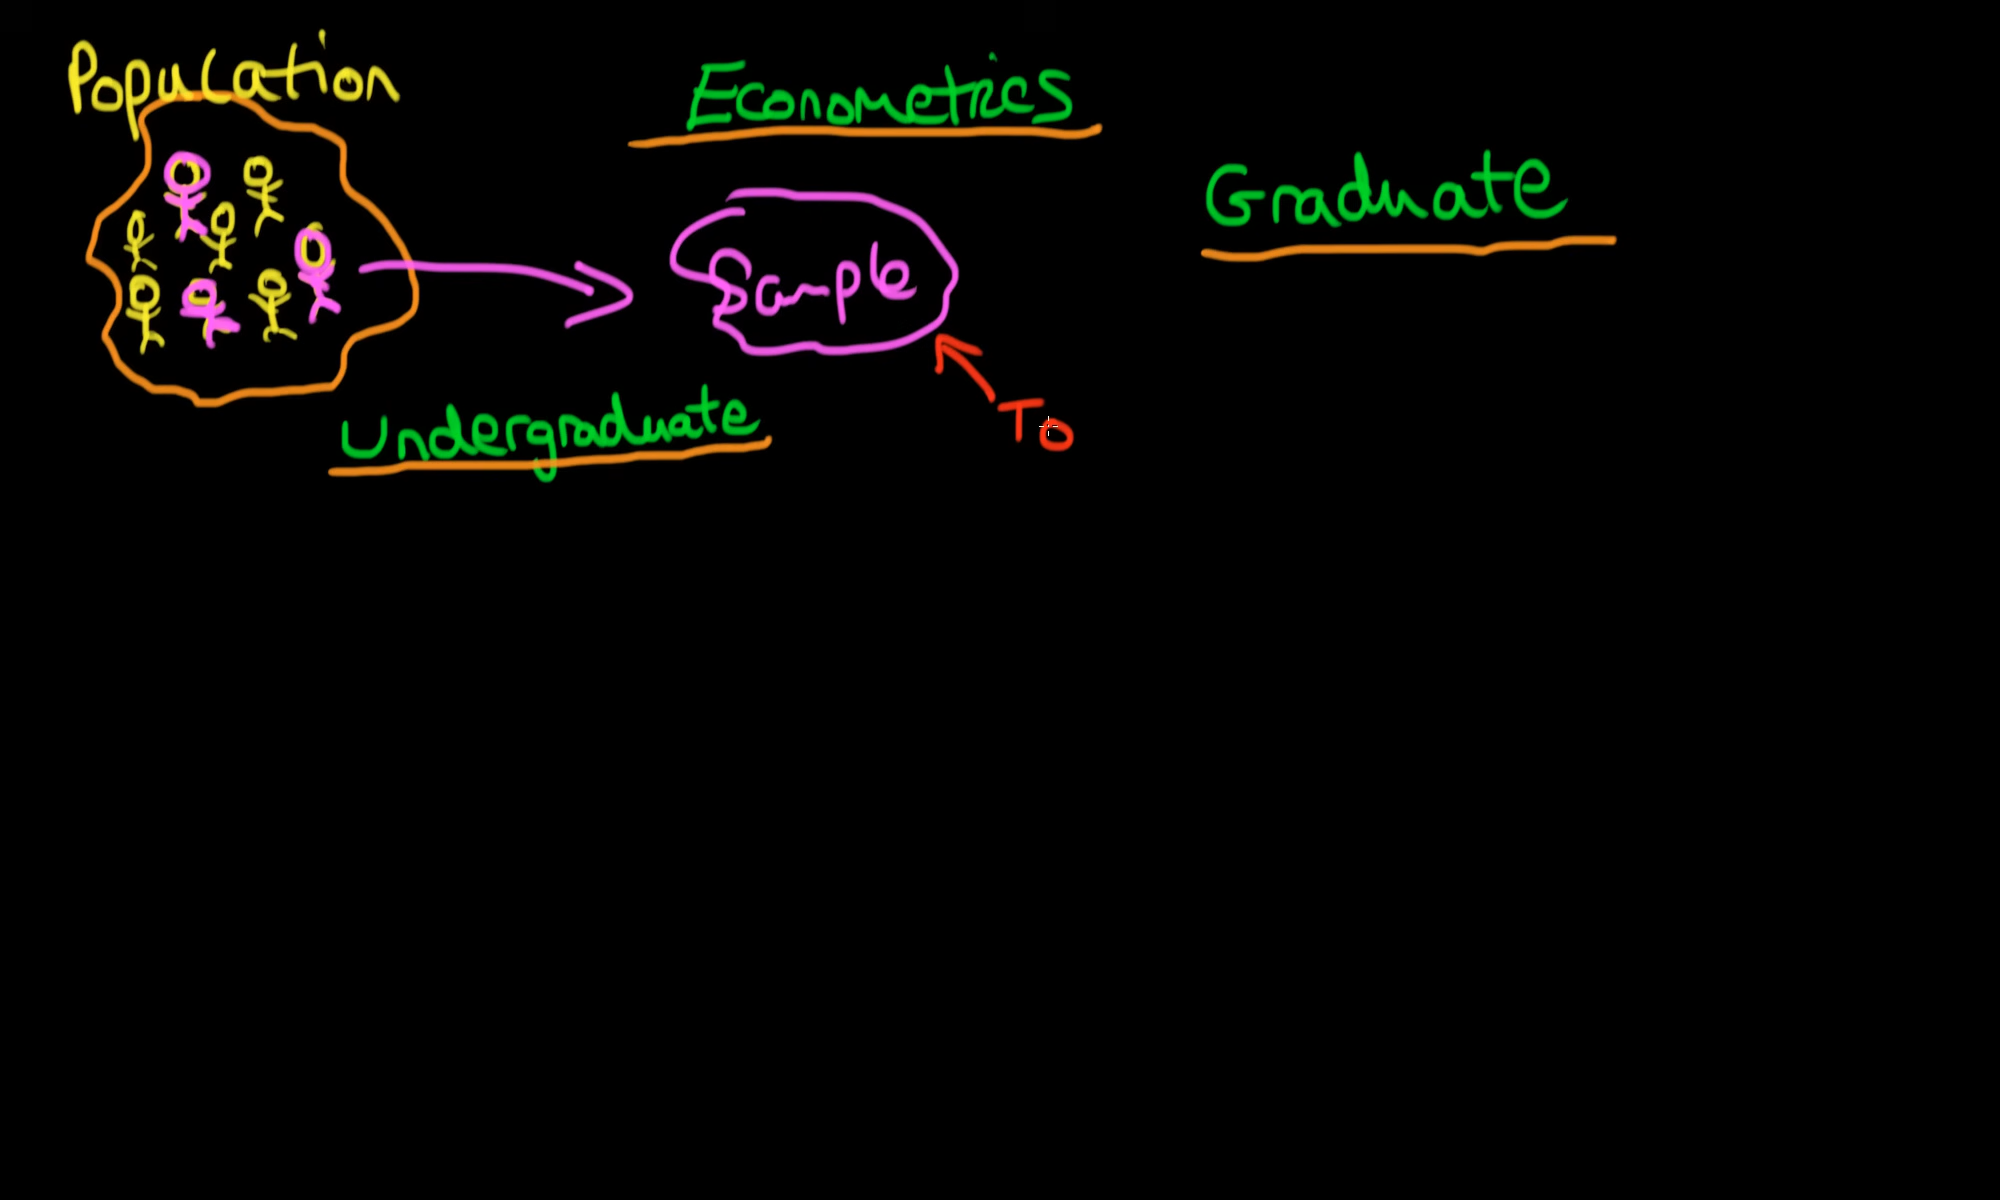 Population
Econometrics
Graduate
Sample
Undergraduate
To